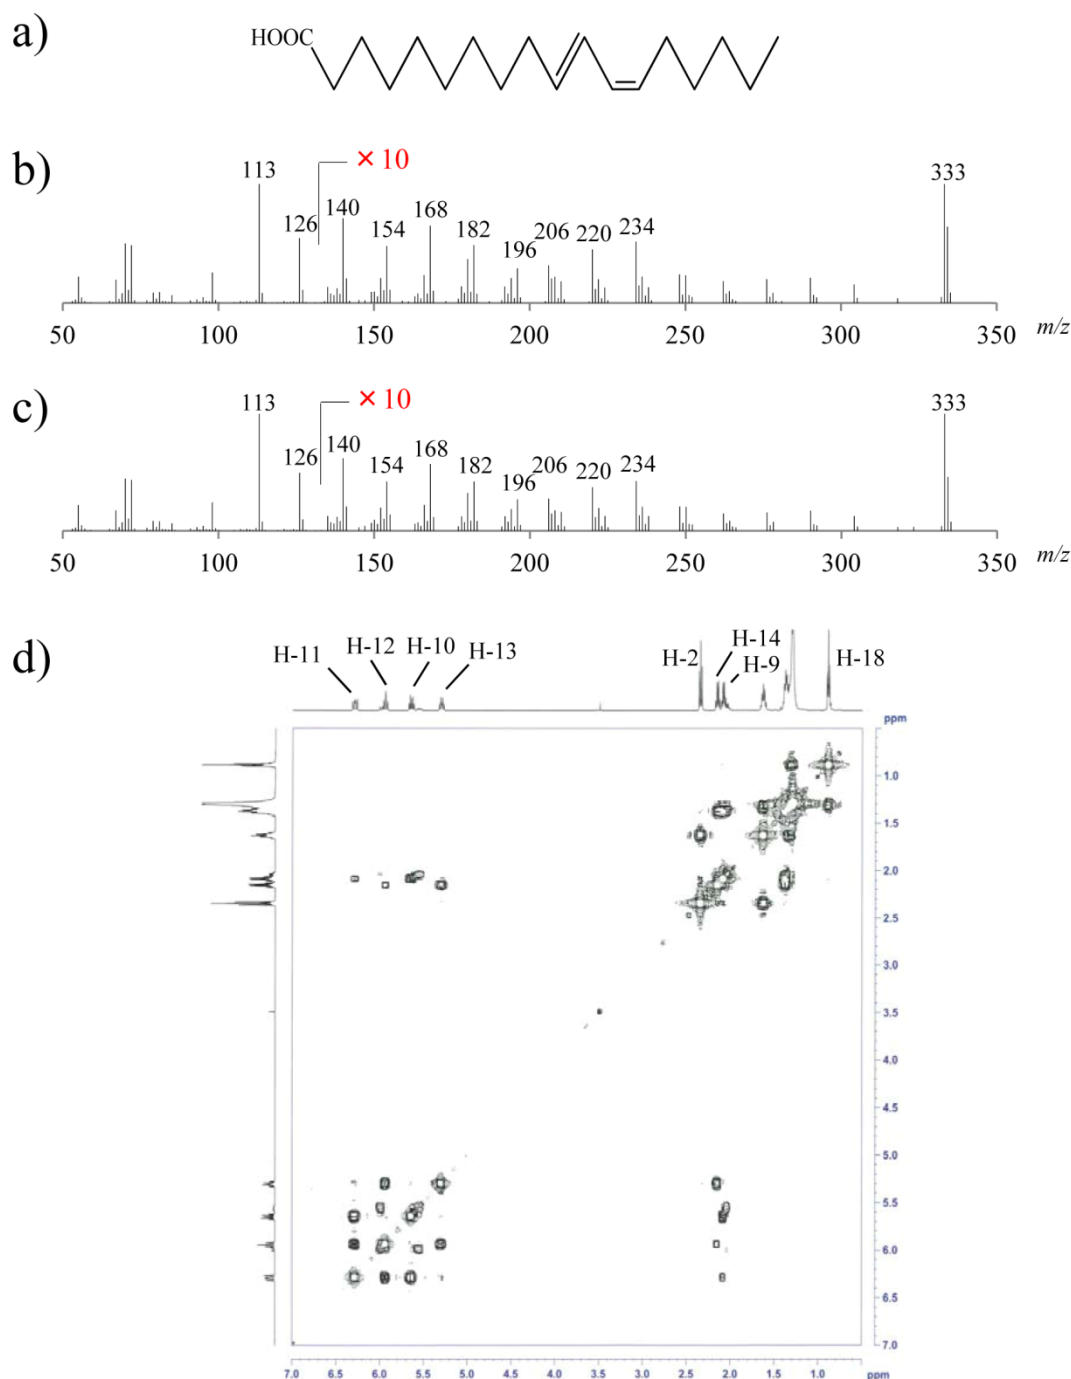 a)
HOOC
b)
113 126 × 10 140 154 168 182 196 206 220 234 333
50 100 150 200 250 300 350 m/z
c)
113 126 × 10 140 154 168 182 196 206 220 234 333
50 100 150 200 250 300 350 m/z
d)
H-11 H-12 H-10 H-13 H-2 H-14 H-9 H-18
ppm
1.0
1.5
2.0
2.5
3.0
3.5
4.0
4.5
5.0
5.5
6.0
6.5
7.0
7.0 6.5 6.0 5.5 5.0 4.5 4.0 3.5 3.0 2.5 2.0 1.5 1.0 ppm